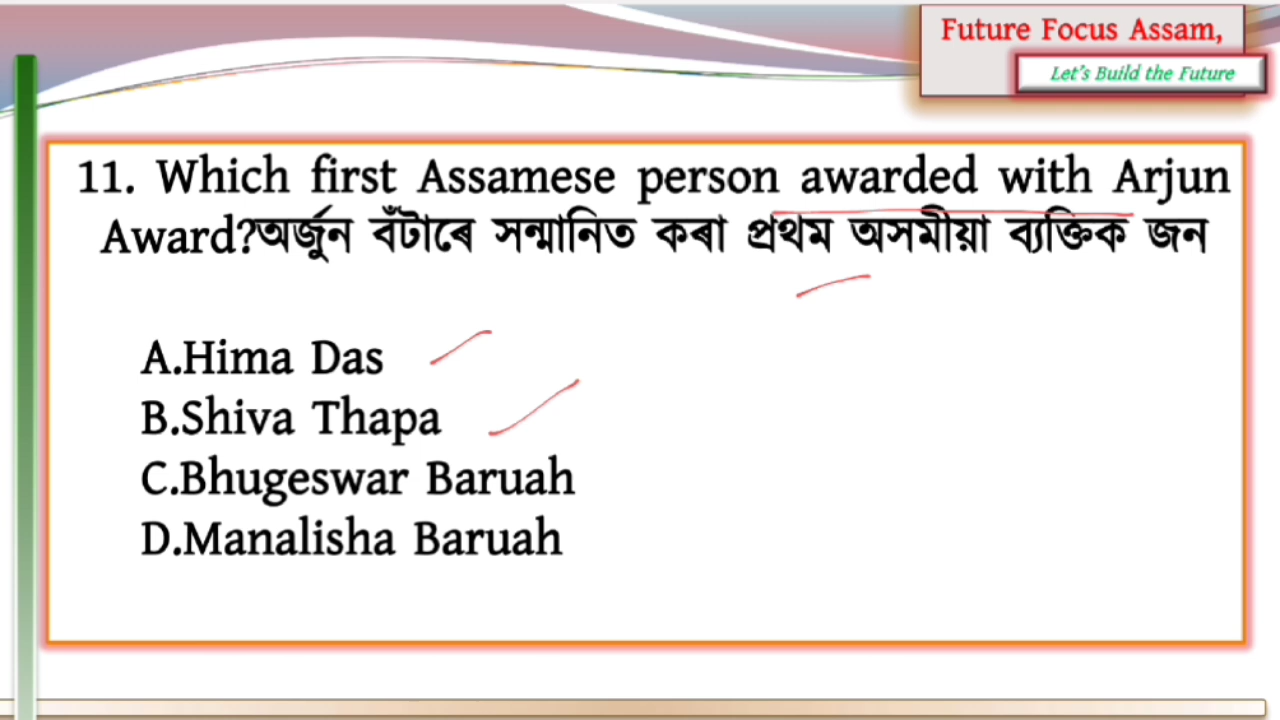 Future Focus Assam,
Let's Build the Future
11. Which first Assamese person awarded with Arjun
Award?অৰ্জুন বঁটাৰে সন্মানিত কৰা প্ৰথম অসমীয়া ব্যক্তিক জন
A.Hima Das
B.Shiva Thapa
C.Bhugeswar Baruah
D.Manalisha Baruah